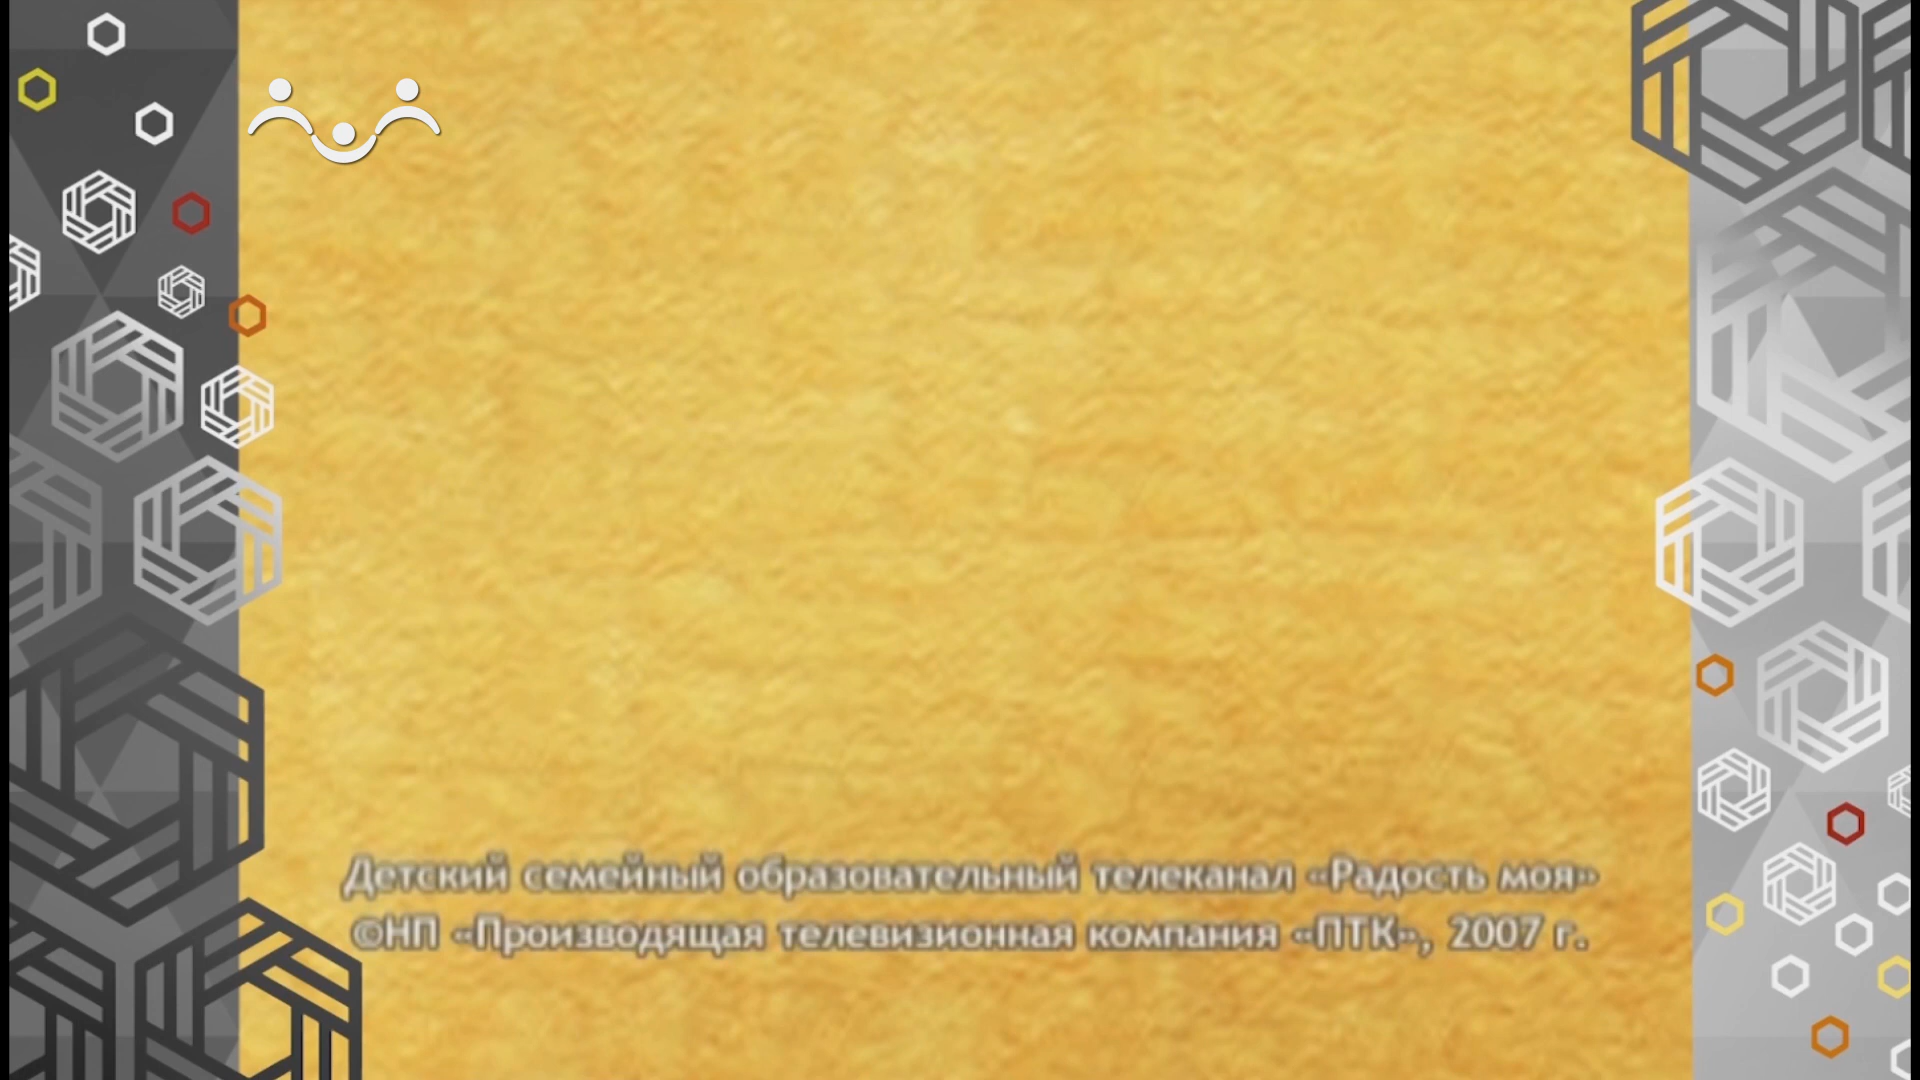 Детский семейный образовательный телеканал «Радость моя»
©НП «Производящая телевизионная компания «ПТК», 2007 г.